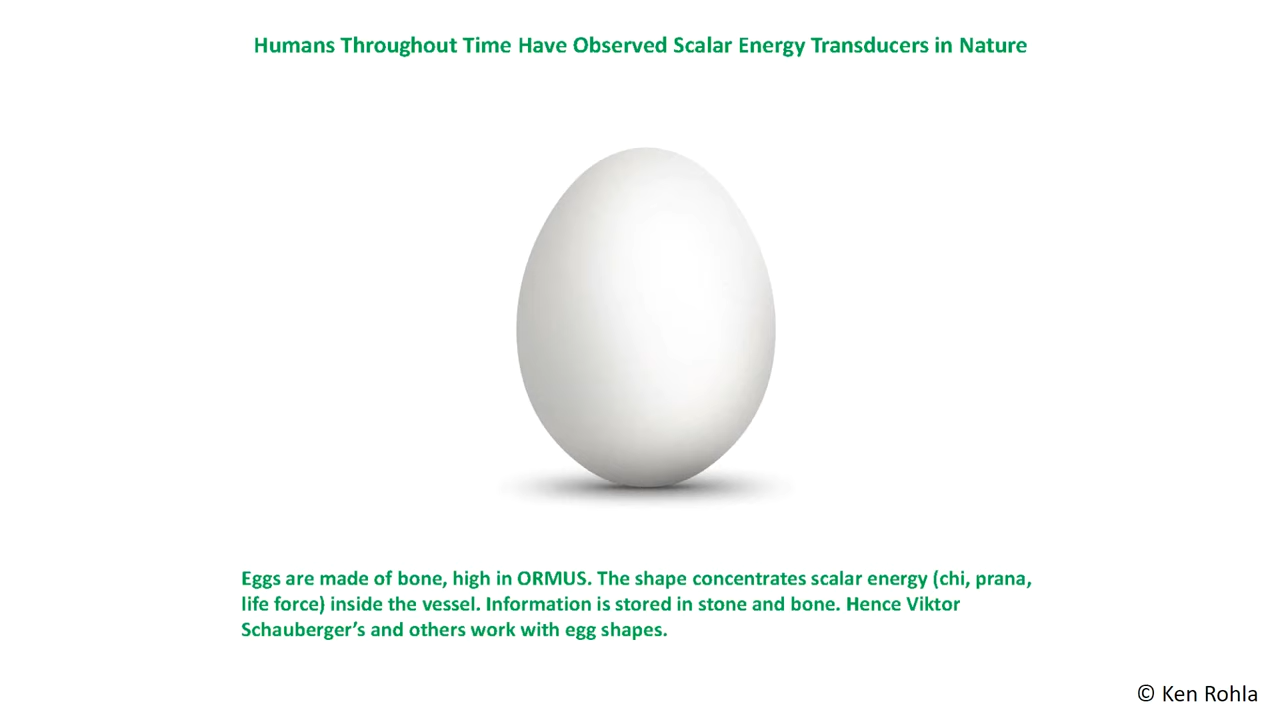 Humans Throughout Time Have Observed Scalar Energy Transducers in Nature
Eggs are made of bone, high in ORMUS. The shape concentrates scalar energy (chi, prana,
life force) inside the vessel. Information is stored in stone and bone. Hence Viktor
Schauberger’s and others work with egg shapes.
© Ken Rohla